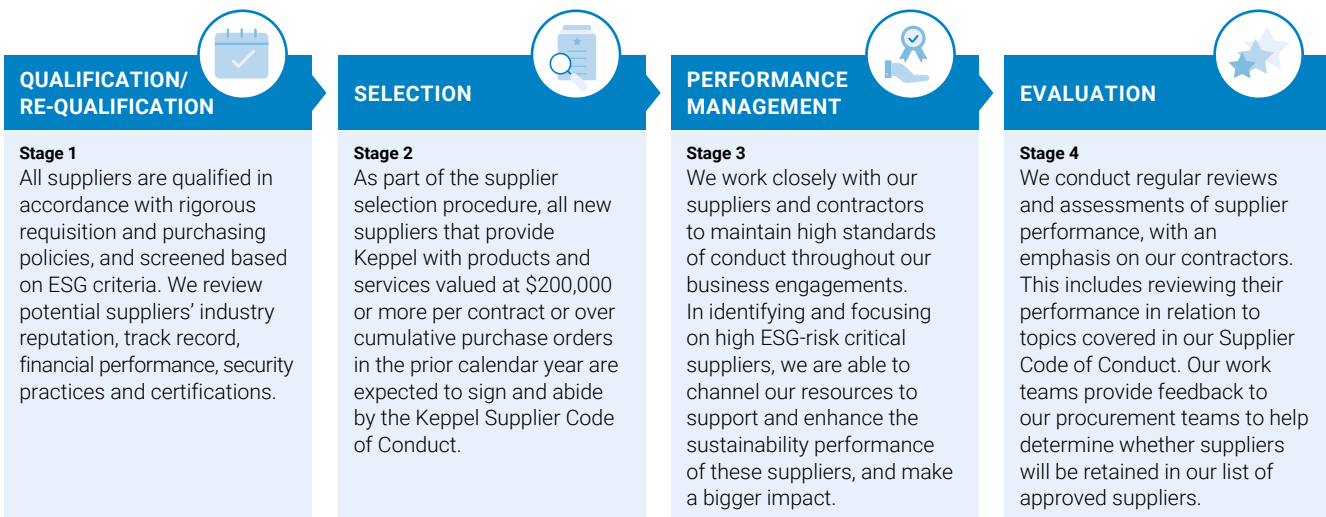 QUALIFICATION/
RE-QUALIFICATION
Stage 1
All suppliers are qualified in
accordance with rigorous
requisition and purchasing
policies, and screened based
on ESG criteria. We review
potential suppliers’ industry
reputation, track record,
financial performance, security
practices and certifications.
SELECTION
Stage 2
As part of the supplier
selection procedure, all new
suppliers that provide
Keppel with products and
services valued at $200,000
or more per contract or over
cumulative purchase orders
in the prior calendar year are
expected to sign and abide
by the Keppel Supplier Code
of Conduct.
PERFORMANCE
MANAGEMENT
Stage 3
We work closely with our
suppliers and contractors
to maintain high standards
of conduct throughout our
business engagements.
In identifying and focusing
on high ESG-risk critical
suppliers, we are able to
channel our resources to
support and enhance the
sustainability performance
of these suppliers, and make
a bigger impact.
EVALUATION
Stage 4
We conduct regular reviews
and assessments of supplier
performance, with an
emphasis on our contractors.
This includes reviewing their
performance in relation to
topics covered in our Supplier
Code of Conduct. Our work
teams provide feedback to
our procurement teams to help
determine whether suppliers
will be retained in our list of
approved suppliers.